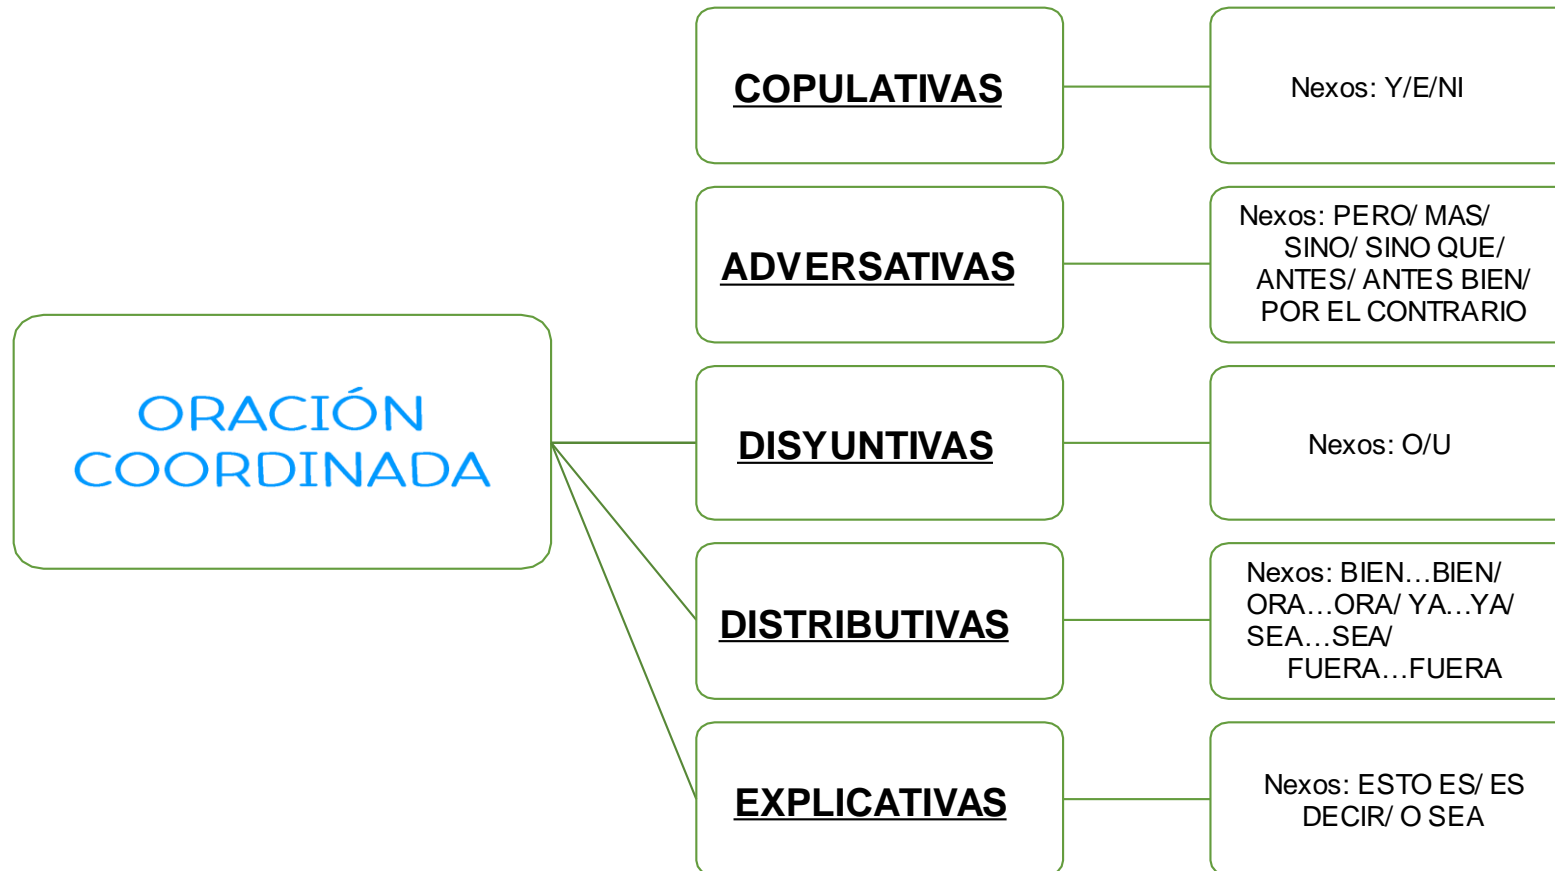 ORACIÓN
COORDINADA
COPULATIVAS
Nexos: Y/E/NI
ADVERSATIVAS
Nexos: PERO/ MAS/
SINO/ SINO QUE/
ANTES/ ANTES BIEN/
POR EL CONTRARIO
DISYUNTIVAS
Nexos: O/U
DISTRIBUTIVAS
Nexos: BIEN…BIEN/
ORA…ORA/ YA…YA/
SEA…SEA/
FUERA…FUERA
EXPLICATIVAS
Nexos: ESTO ES/ ES
DECIR/ O SEA